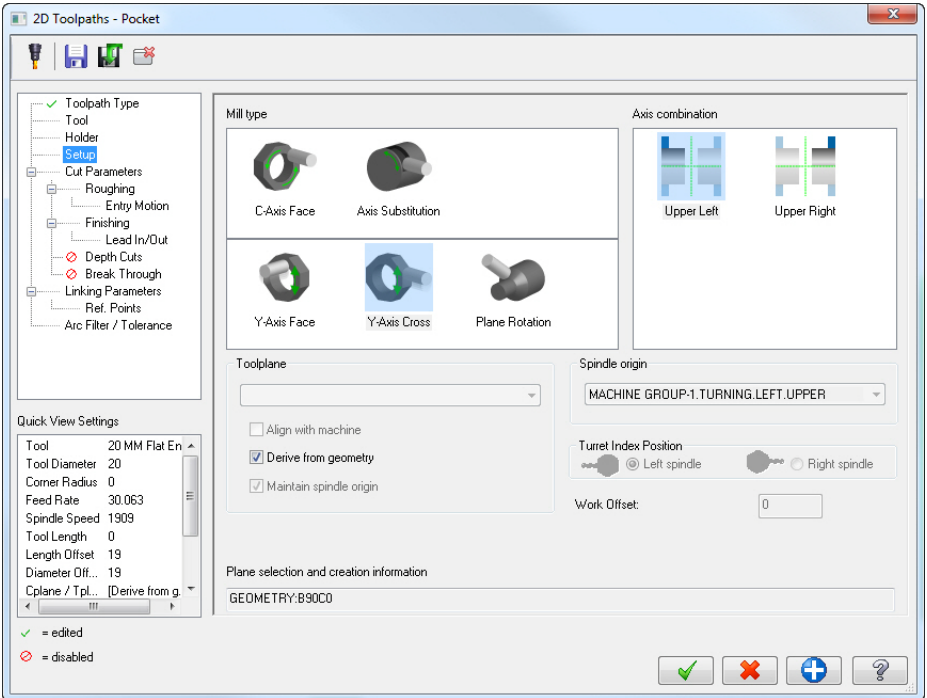 2D Toolpaths - Pocket
Toolpath Type
Tool
Holder
Setup
Cut Parameters
Roughing
Entry Motion
Finishing
Lead In/Out
Depth Cuts
Break Through
Linking Parameters
Ref. Points
Arc Filter / Tolerance
Quick View Settings
Tool 20 MM Flat En
Tool Diameter 20
Corner Radius 0
Feed Rate 30.063
Spindle Speed 1909
Tool Length 0
Length Offset 19
Diameter Off... 19
Cplane / Tpl... [Derive from g.
= edited
= disabled
Mill type
C-Axis Face Axis Substitution
Y-Axis Face Y-Axis Cross Plane Rotation
Axis combination
Upper Left Upper Right
Toolplane
Align with machine
Derive from geometry
Maintain spindle origin
Spindle origin
MACHINE GROUP-1.TURNING.LEFT.UPPER
Turret Index Position
Left spindle Right spindle
Work Offset: 0
Plane selection and creation information
GEOMETRY:B90C0